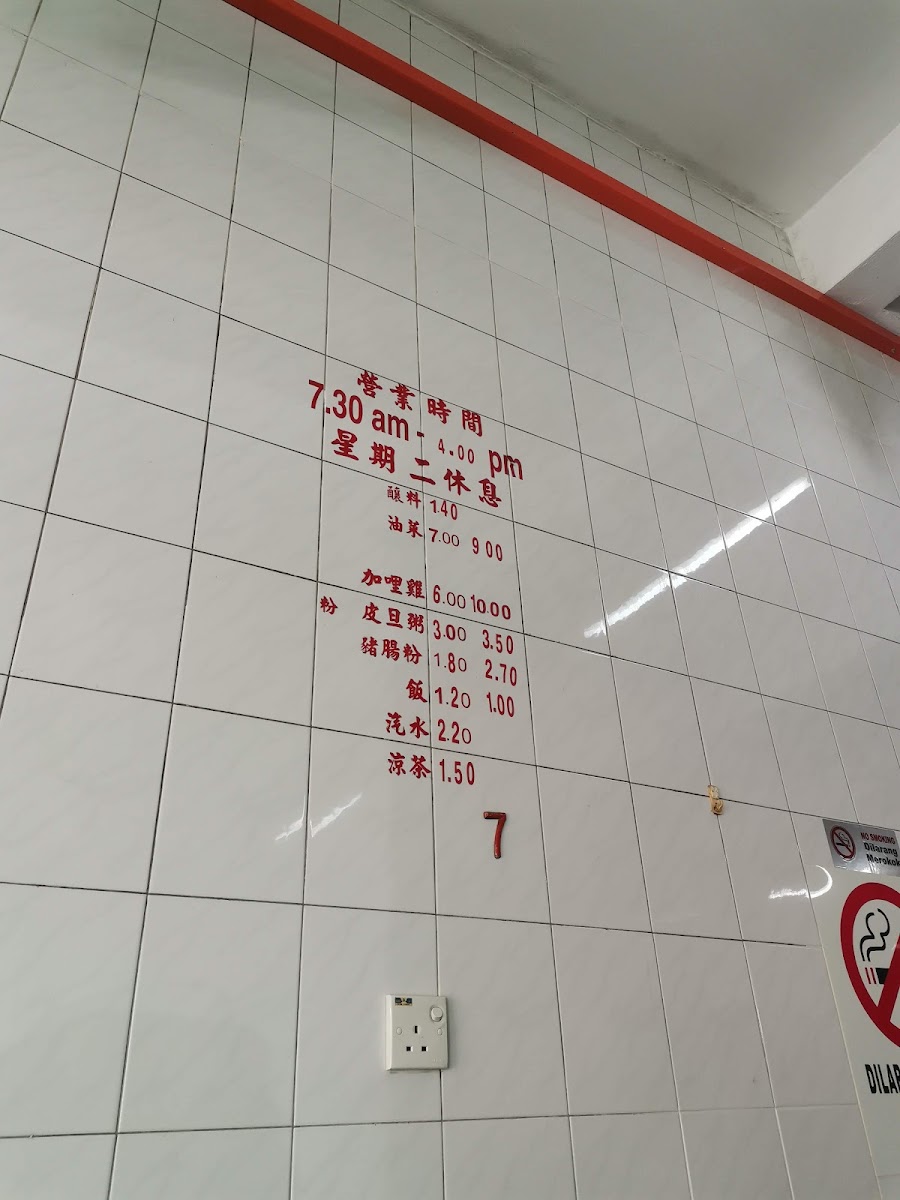 營業時間
7.30 am - 4.00 pm
星期二休息
釀料 1.40
油菜 7.00 9 00
加哩雞 6.00 10.00
粉 皮旦粥 3.00 3.50
豬腸粉 1.80 2.70
飯 1.20 1.00
汽水 2.20
涼茶 1.50
7
NO SMOKING
Dilarang
Merokok
DILAR